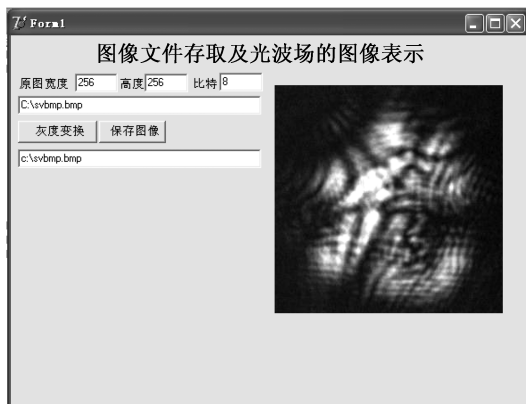 Form1
图像文件存取及光波场的图像表示
原图宽度 256 高度 256 比特 8
C:\svbmp.bmp
灰度变换 保存图像
c:\svbmp.bmp